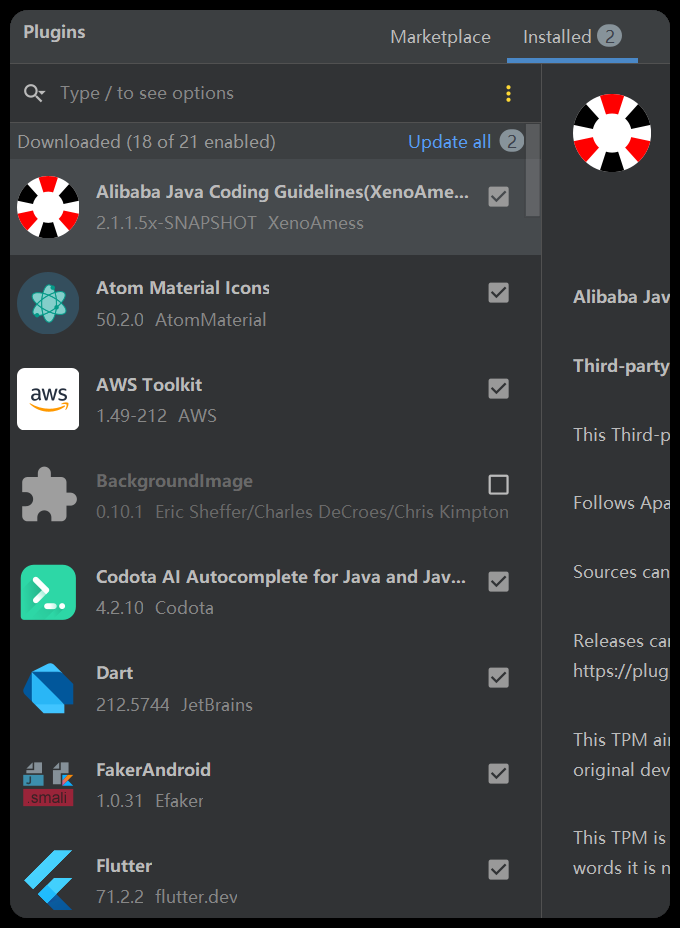 Plugins
Marketplace
Installed 2
Type / to see options
Downloaded (18 of 21 enabled)
Update all 2
Alibaba Java Coding Guidelines(XenoAme...
2.1.1.5x-SNAPSHOT XenoAmess
Atom Material Icons
50.2.0 AtomMaterial
aws
AWS Toolkit
1.49-212 AWS
BackgroundImage
0.10.1 Eric Sheffer/Charles DeCroes/Chris Kimpton
Codota AI Autocomplete for Java and Jav...
4.2.10 Codota
Dart
212.5744 JetBrains
J
.smali
FakerAndroid
1.0.31 Efaker
Flutter
71.2.2 flutter.dev
Alibaba Jav
Third-party
This Third-p
Follows Apa
Sources can
Releases car
https://plug
This TPM air
original dev
This TPM is
words it is n